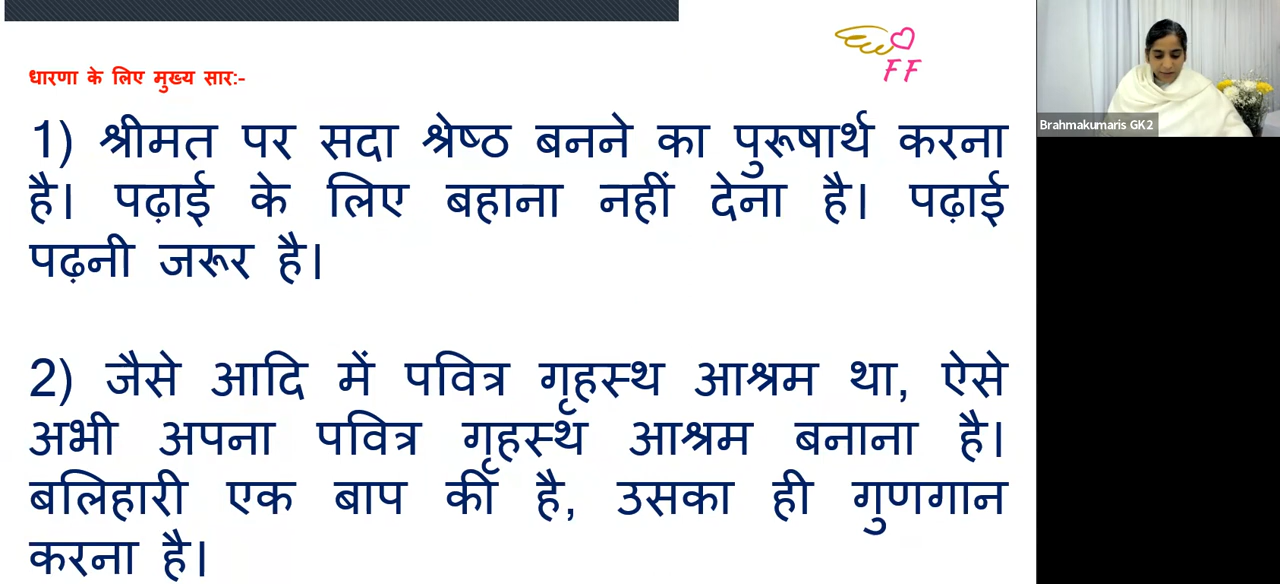 धारणा के लिए मुख्य सार:-
F F
1) श्रीमत पर सदा श्रेष्ठ बनने का पुरूषार्थ करना
है। पढ़ाई के लिए बहाना नहीं देना है। पढ़ाई
पढ़नी जरूर है।
2) जैसे आदि में पवित्र गृहस्थ आश्रम था, ऐसे
अभी अपना पवित्र गृहस्थ आश्रम बनाना है।
बलिहारी एक बाप की है, उसका ही गुणगान
करना है।
Brahmakumaris GK2